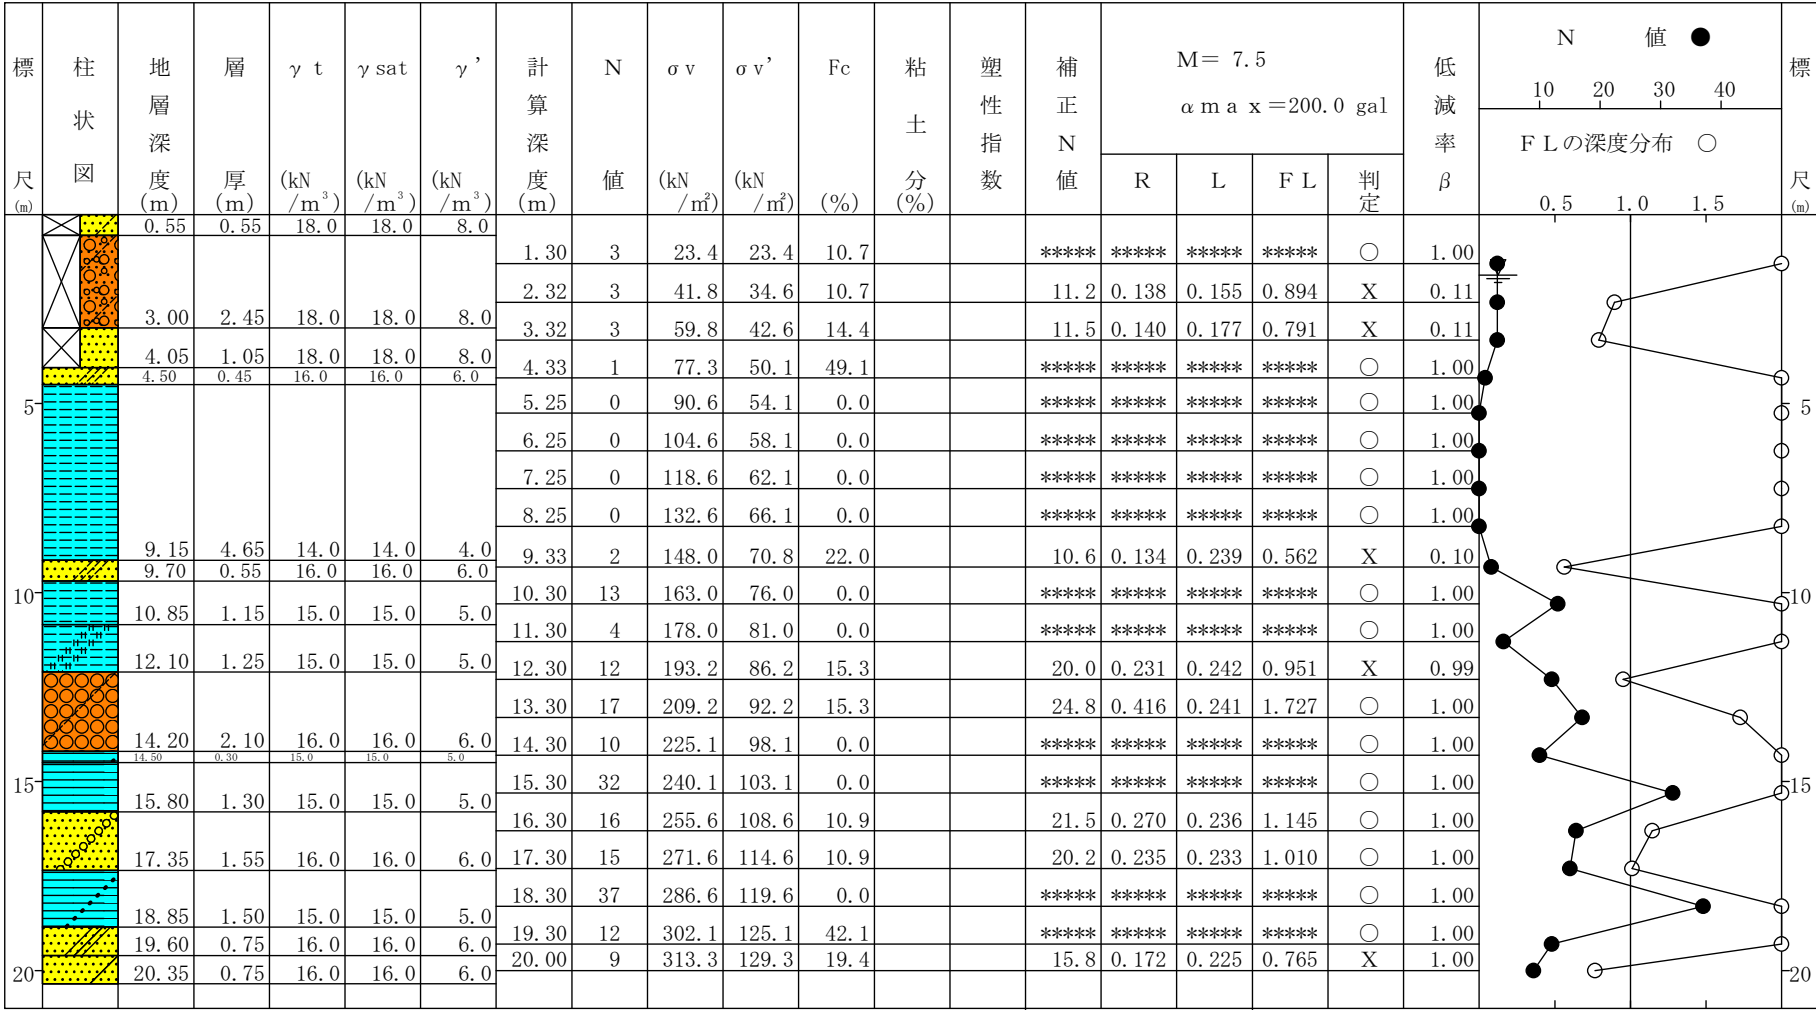 標尺(m) 柱状図 地層深度(m) 層厚(m) γt(kN/m³) γsat(kN/m³) γ'(kN/m³) 計算深度(m) N値 σv(kN/㎡) σv'(kN/㎡) Fc(%) 粘土分(%) 塑性指数 補正N値 M= 7.5 αmax=200.0 gal R L FL 判定 低減率β N値 ● 標尺(m)
10 20 30 40
FLの深度分布 ○
0.5 1.0 1.5
0.55 0.55 18.0 18.0 8.0
1.30 3 23.4 23.4 10.7 ***** ***** ***** ***** ○ 1.00
2.32 3 41.8 34.6 10.7 11.2 0.138 0.155 0.894 X 0.11
3.00 2.45 18.0 18.0 8.0
3.32 3 59.8 42.6 14.4 11.5 0.140 0.177 0.791 X 0.11
4.05 1.05 18.0 18.0 8.0
4.33 1 77.3 50.1 49.1 ***** ***** ***** ***** ○ 1.00
4.50 0.45 16.0 16.0 6.0
5 5.25 0 90.6 54.1 0.0 ***** ***** ***** ***** ○ 1.00 5
6.25 0 104.6 58.1 0.0 ***** ***** ***** ***** ○ 1.00
7.25 0 118.6 62.1 0.0 ***** ***** ***** ***** ○ 1.00
8.25 0 132.6 66.1 0.0 ***** ***** ***** ***** ○ 1.00
9.15 4.65 14.0 14.0 4.0
9.33 2 148.0 70.8 22.0 10.6 0.134 0.239 0.562 X 0.10
9.70 0.55 16.0 16.0 6.0
10 10.30 13 163.0 76.0 0.0 ***** ***** ***** ***** ○ 1.00 10
10.85 1.15 15.0 15.0 5.0
11.30 4 178.0 81.0 0.0 ***** ***** ***** ***** ○ 1.00
12.10 1.25 15.0 15.0 5.0
12.30 12 193.2 86.2 15.3 20.0 0.231 0.242 0.951 X 0.99
13.30 17 209.2 92.2 15.3 24.8 0.416 0.241 1.727 ○ 1.00
14.20 2.10 16.0 16.0 6.0
14.30 10 225.1 98.1 0.0 ***** ***** ***** ***** ○ 1.00
14.50 0.30 15.0 15.0 5.0
15 15.30 32 240.1 103.1 0.0 ***** ***** ***** ***** ○ 1.00 15
15.80 1.30 15.0 15.0 5.0
16.30 16 255.6 108.6 10.9 21.5 0.270 0.236 1.145 ○ 1.00
17.35 1.55 16.0 16.0 6.0
17.30 15 271.6 114.6 10.9 20.2 0.235 0.233 1.010 ○ 1.00
18.30 37 286.6 119.6 0.0 ***** ***** ***** ***** ○ 1.00
18.85 1.50 15.0 15.0 5.0
19.30 12 302.1 125.1 42.1 ***** ***** ***** ***** ○ 1.00
19.60 0.75 16.0 16.0 6.0
20.00 9 313.3 129.3 19.4 15.8 0.172 0.225 0.765 X 1.00
20 20.35 0.75 16.0 16.0 6.0 20